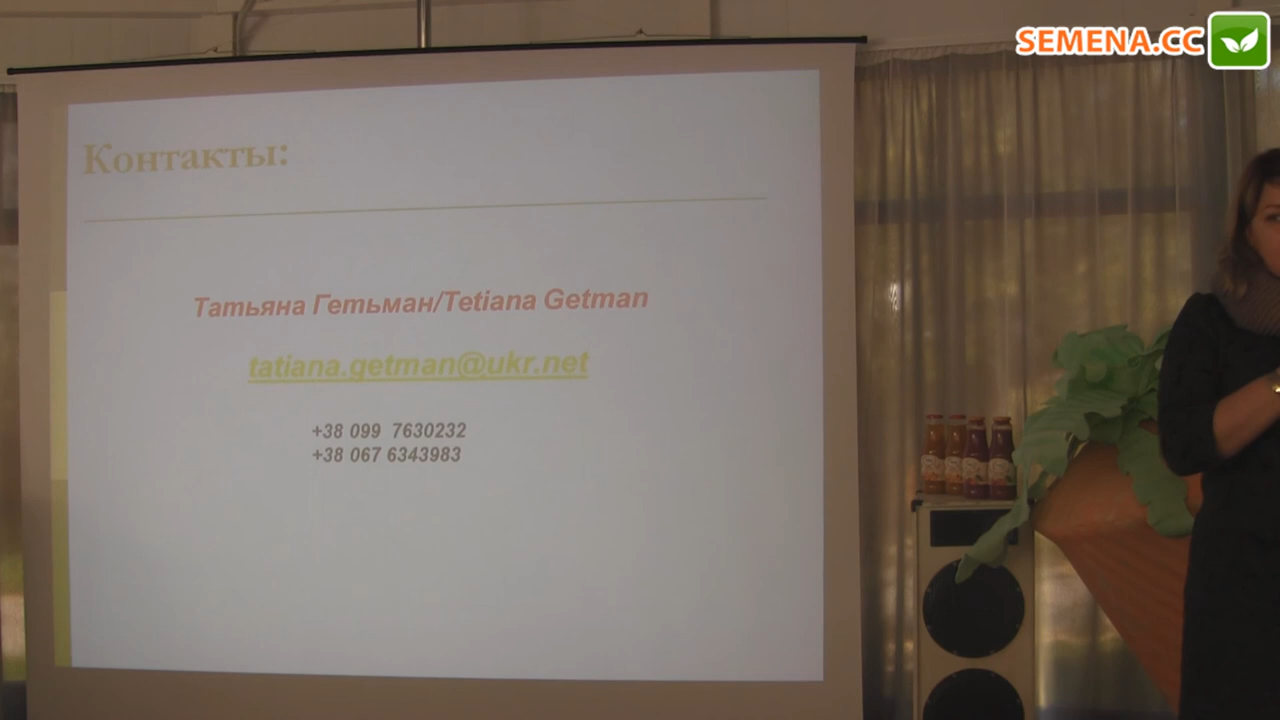 SEMENA.CC
Контакты:
Татьяна Гетьман/Tetiana Getman
tatiana.getman@ukr.net
+38 099 7630232
+38 067 6343983